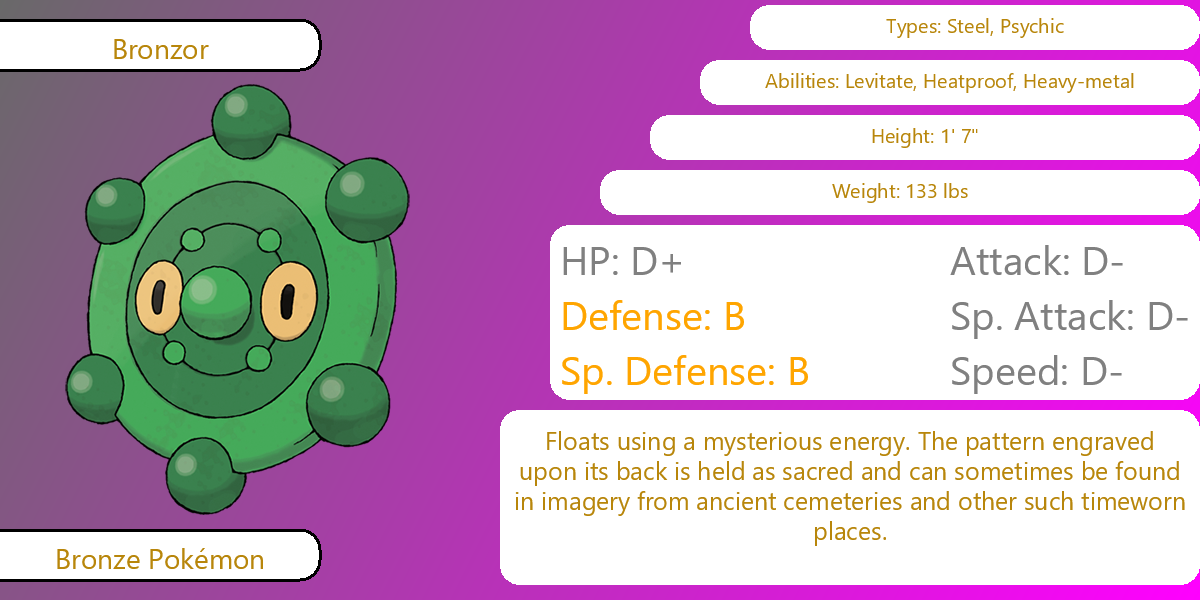 Bronzor
Types: Steel, Psychic
Abilities: Levitate, Heatproof, Heavy-metal
Height: 1' 7"
Weight: 133 lbs
HP: D+
Attack: D-
Defense: B
Sp. Attack: D-
Sp. Defense: B
Speed: D-
Floats using a mysterious energy. The pattern engraved
upon its back is held as sacred and can sometimes be found
in imagery from ancient cemeteries and other such timeworn
places.
Bronze Pokémon